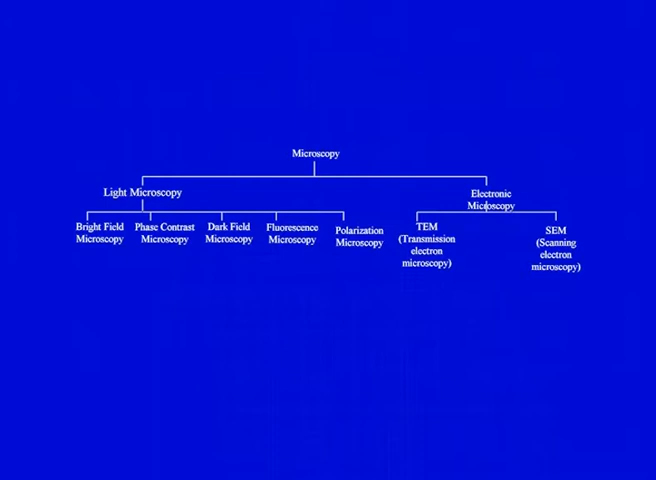 Microscopy
Light Microscopy
Electronic
Microscopy
Bright Field
Microscopy
Phase Contrast
Microscopy
Dark Field
Microscopy
Fluorescence
Microscopy
Polarization
Microscopy
TEM
(Transmission
electron
microscopy)
SEM
(Scanning
electron
microscopy)